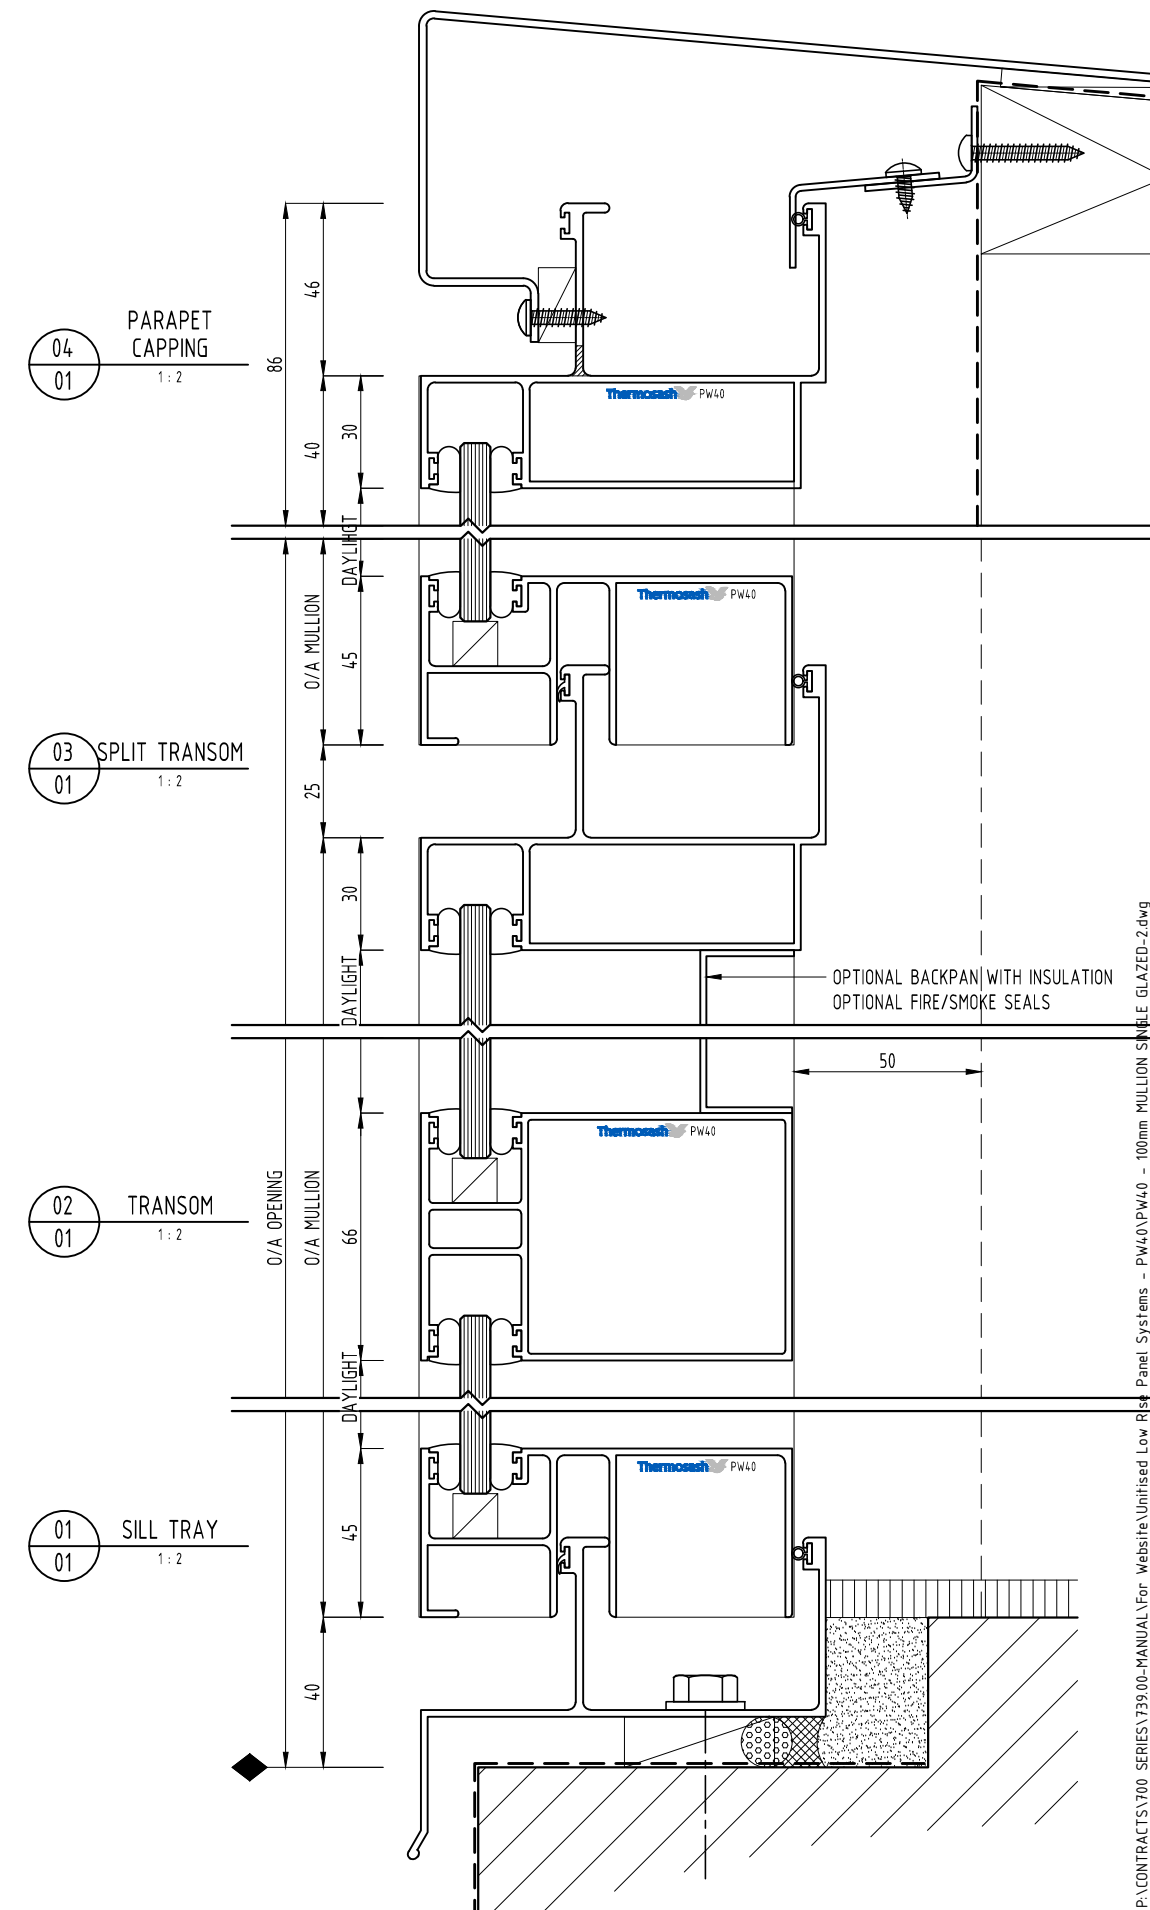 04
01
PARAPET
CAPPING
1:2
86
46
40
30
Thermosash PW40
DAYLIHGT
O/A MULLION
45
Thermosash PW40
03
01
SPLIT TRANSOM
1:2
25
30
DAYLIGHT
OPTIONAL BACKPAN WITH INSULATION
OPTIONAL FIRE/SMOKE SEALS
50
Thermosash PW40
02
01
TRANSOM
1:2
O/A OPENING
O/A MULLION
66
DAYLIGHT
Thermosash PW40
01
01
SILL TRAY
1:2
45
40
P:\CONTRACTS\700 SERIES\739.00-MANUAL\For Website\Unitised Low Rise Panel Systems - PW40\PW40 - 100mm MULLION SINGLE GLAZED-2.dwg